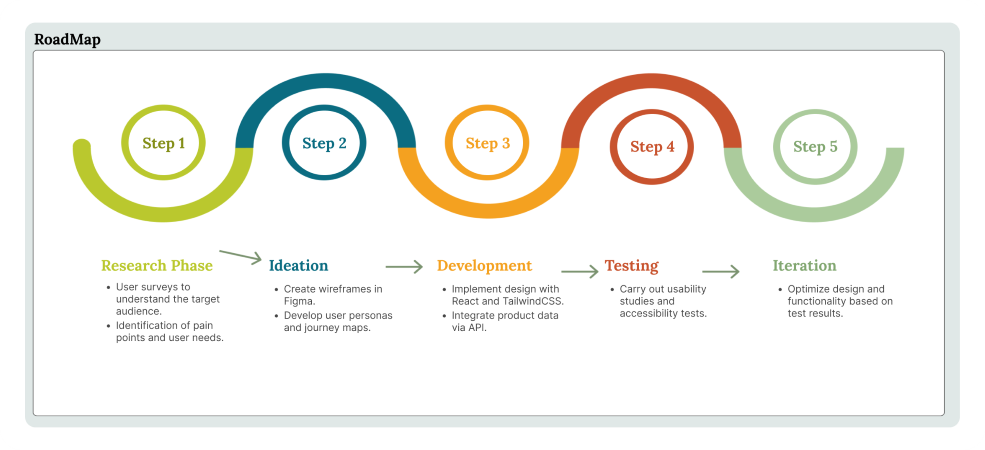 RoadMap
Step 1
Step 2
Step 3
Step 4
Step 5
Research Phase
• User surveys to
understand the target
audience.
• Identification of pain
points and user needs.
Ideation
• Create wireframes in
Figma.
• Develop user personas
and journey maps.
Development
• Implement design with
React and TailwindCSS.
• Integrate product data
via API.
Testing
• Carry out usability
studies and
accessibility tests.
Iteration
• Optimize design and
functionality based on
test results.